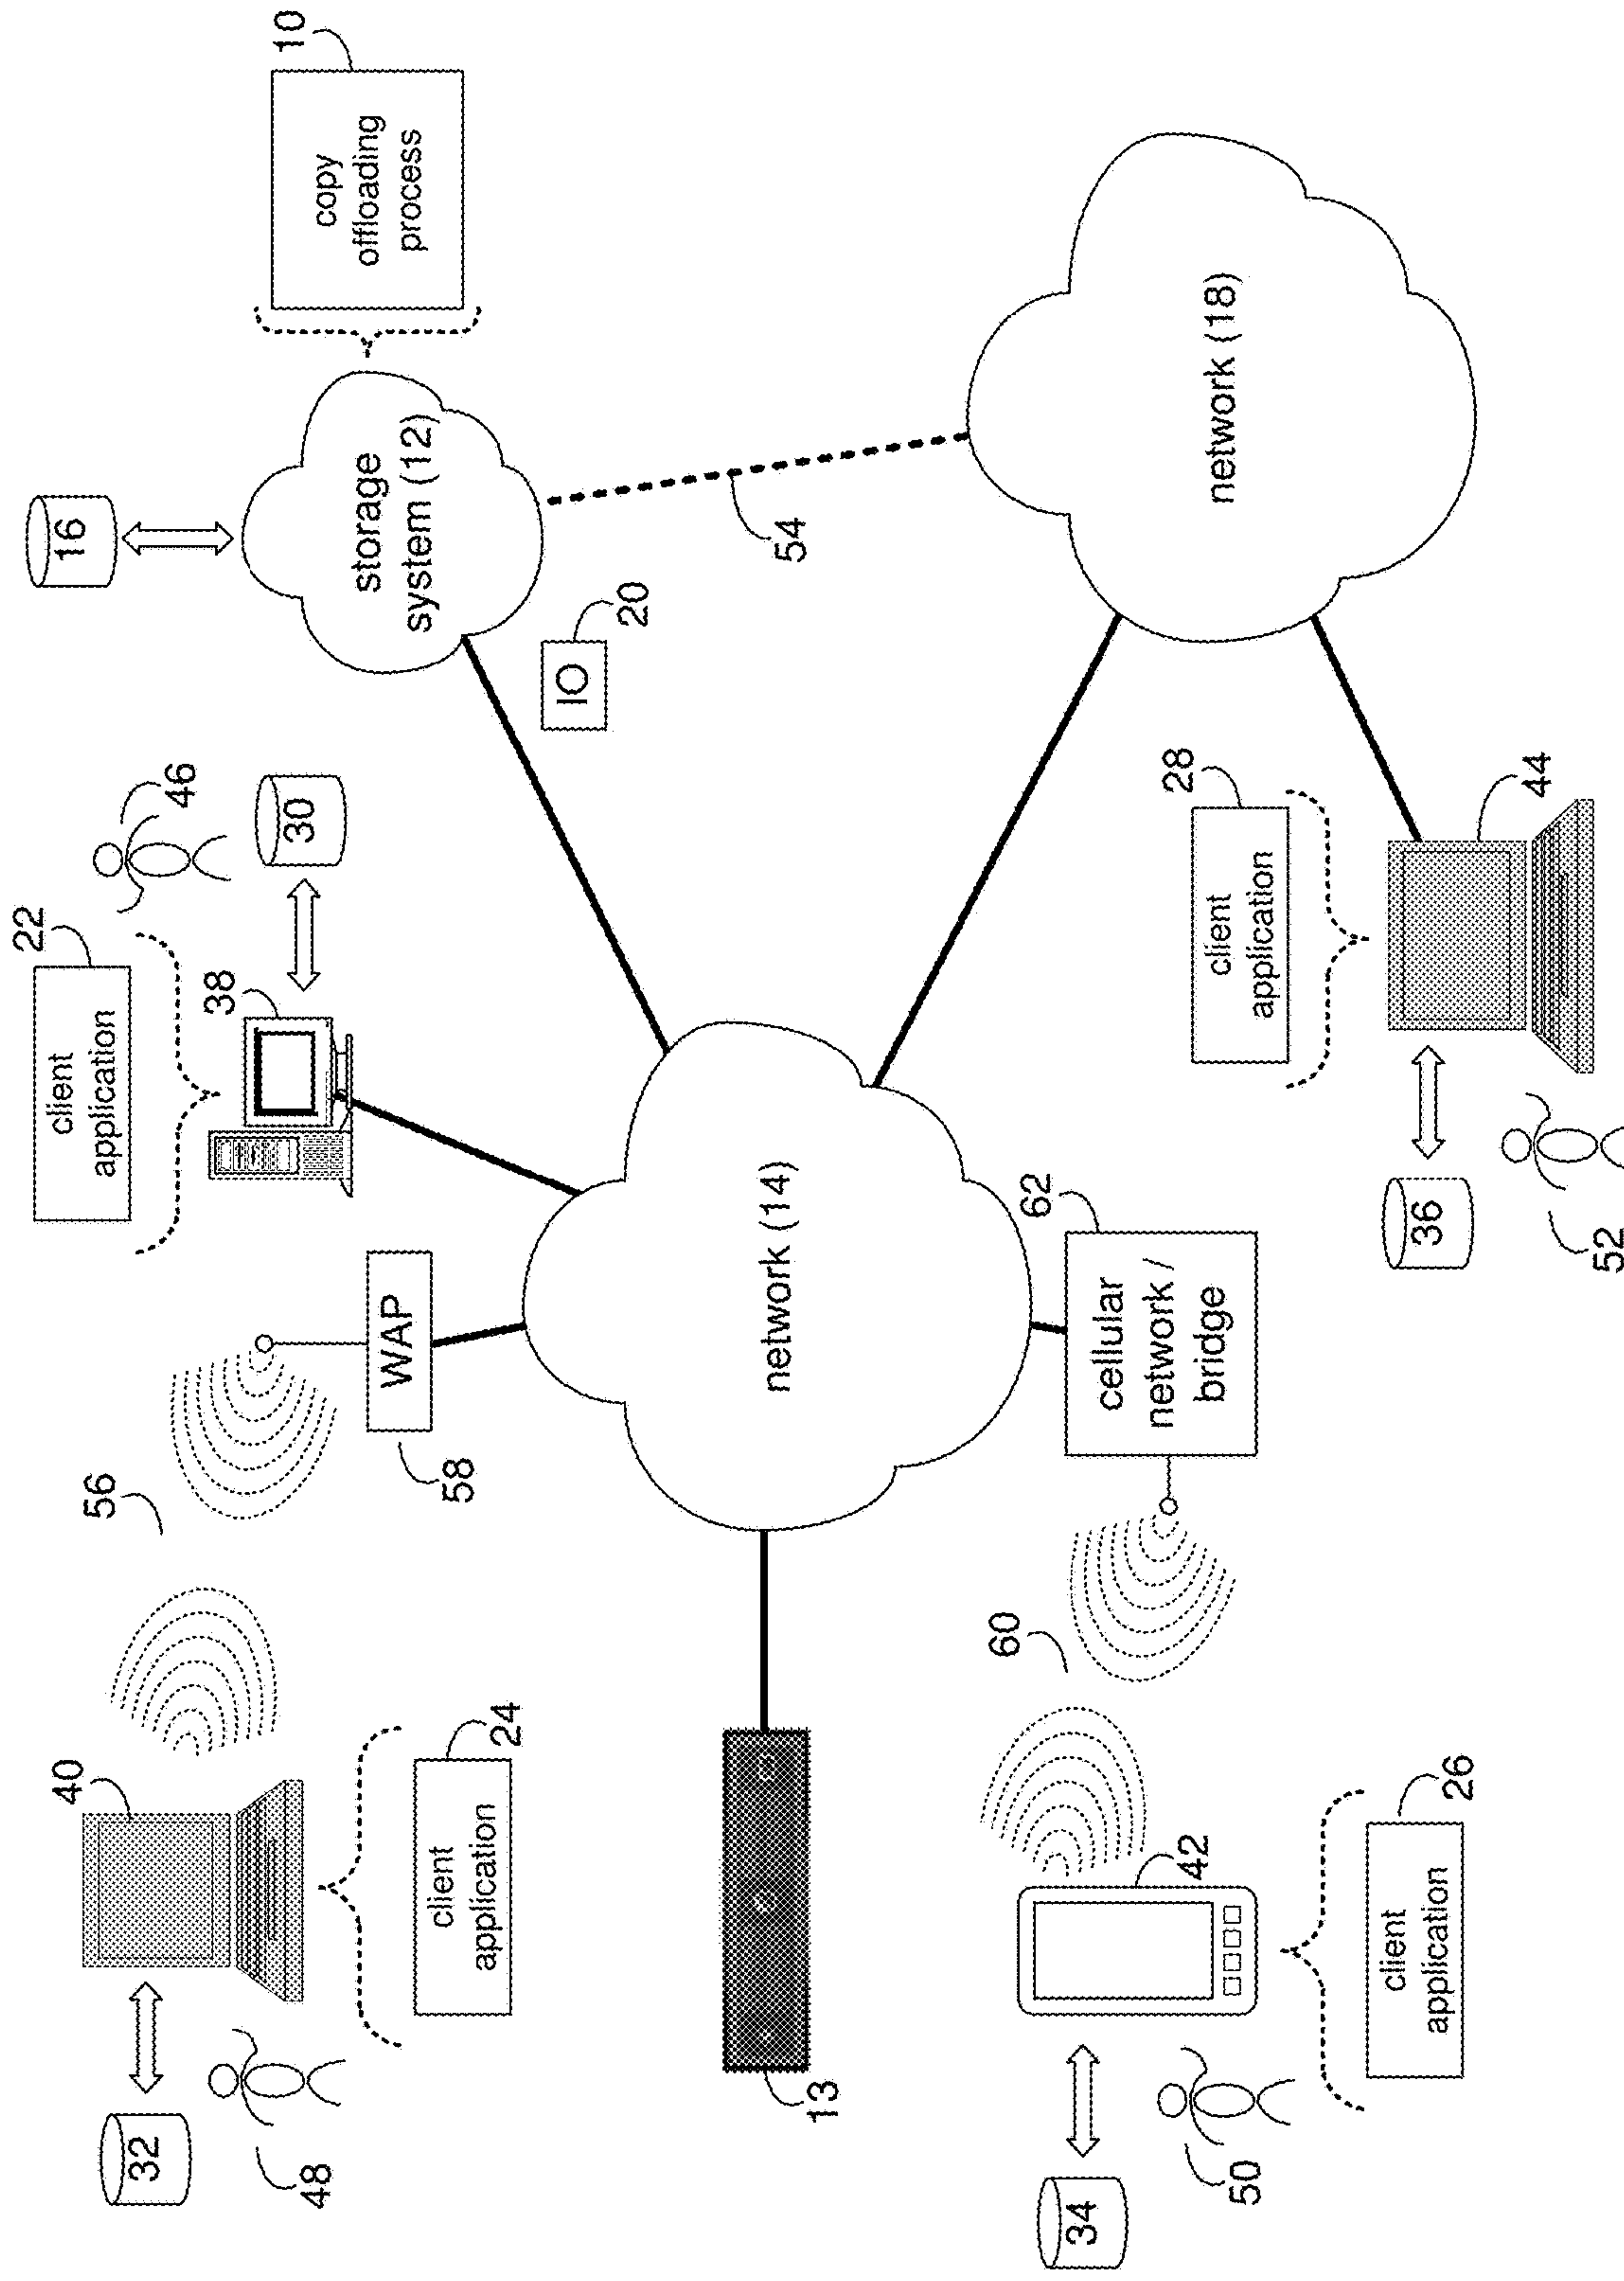 10
copy
offloading
process
16
storage
system (12)
54
network (18)
IO
20
46
30
22
client
application
38
28
client
application
44
36
52
WAP
58
56
network (14)
62
cellular
network /
bridge
60
40
32
48
24
client
application
13
42
34
50
26
client
application